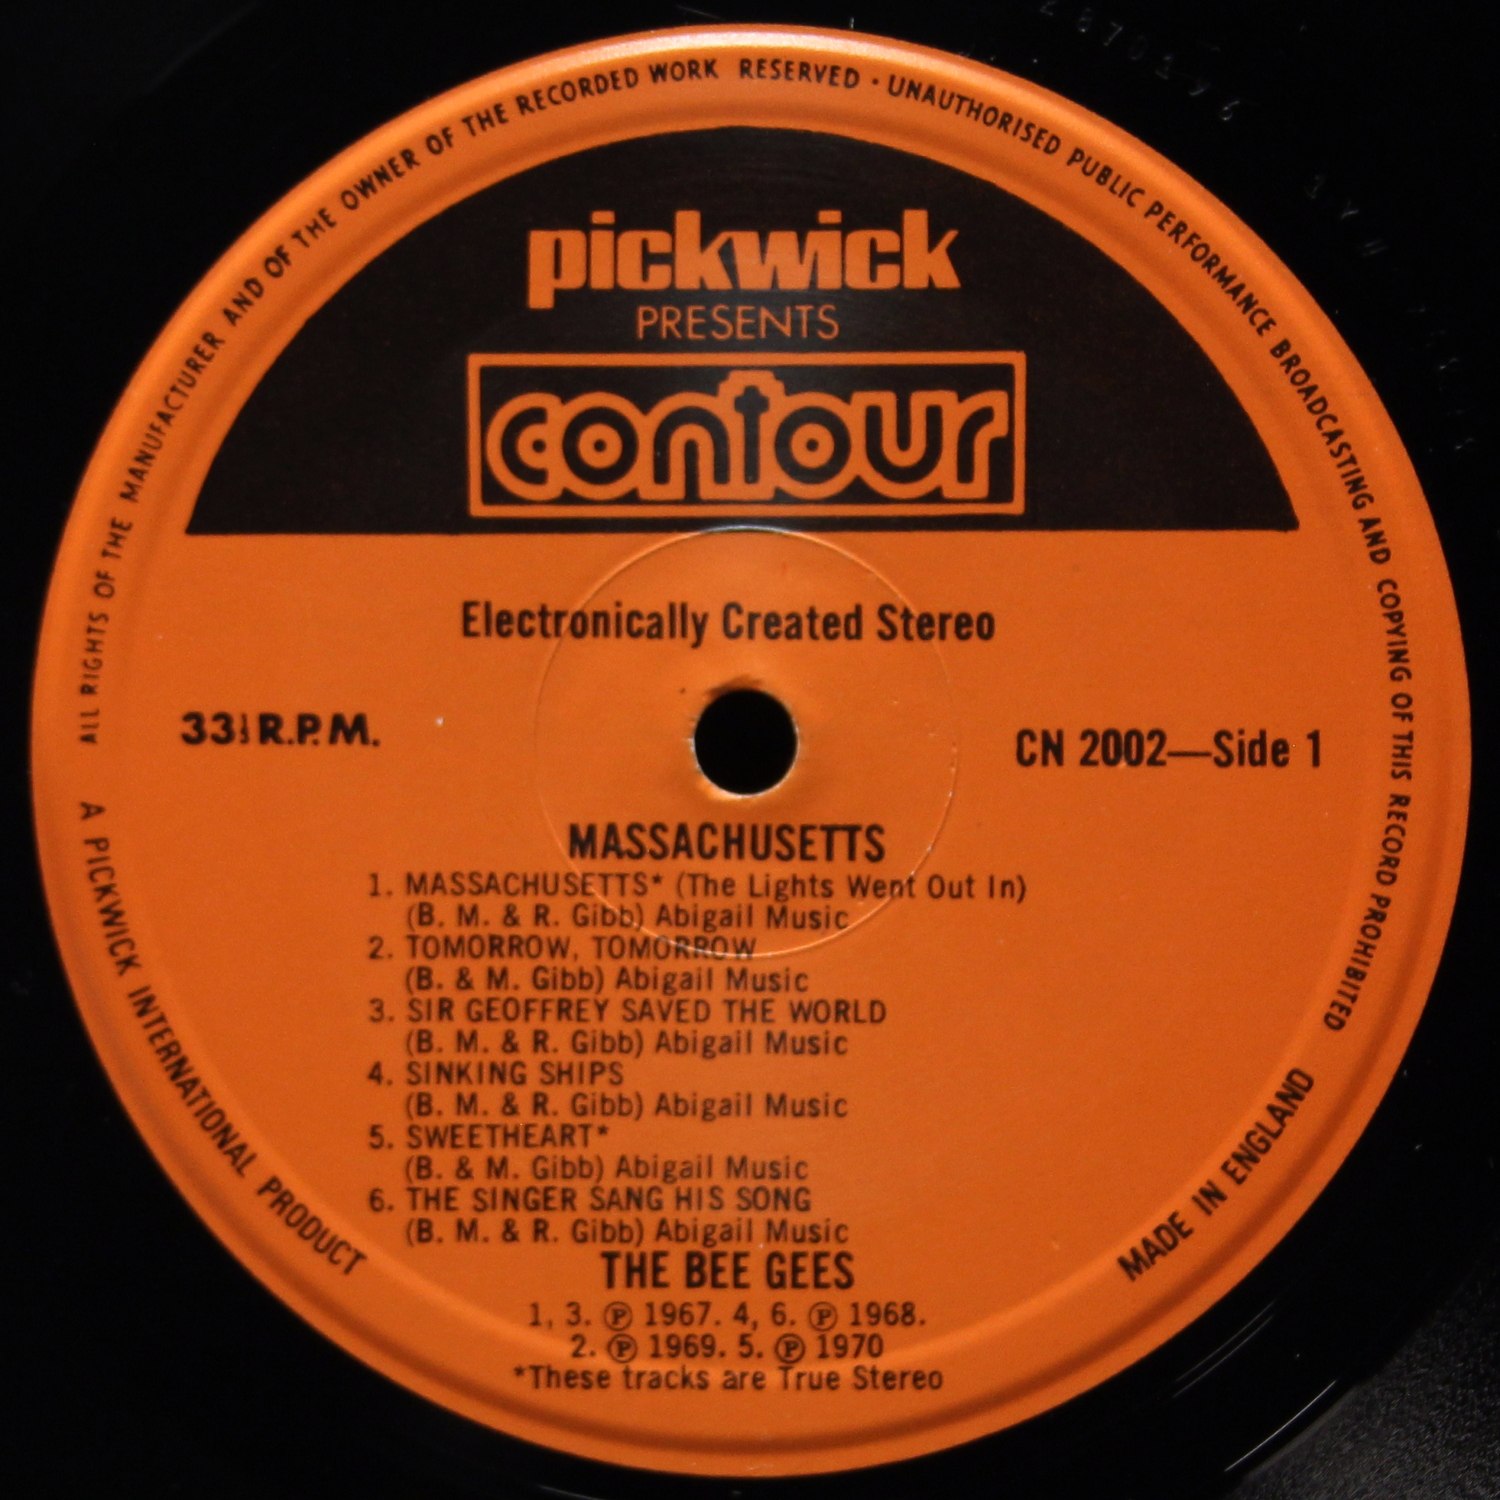 ALL RIGHTS OF THE MANUFACTURER AND OF THE OWNER OF THE RECORDED WORK RESERVED · UNAUTHORISED PUBLIC PERFORMANCE BROADCASTING AND COPYING OF THIS RECORD PROHIBITED
pickwick
PRESENTS
contour
Electronically Created Stereo
33⅓ R.P.M.
CN 2002—Side 1
MASSACHUSETTS
1. MASSACHUSETTS* (The Lights Went Out In)
(B. M. & R. Gibb) Abigail Music
2. TOMORROW, TOMORROW
(B. & M. Gibb) Abigail Music
3. SIR GEOFFREY SAVED THE WORLD
(B. M. & R. Gibb) Abigail Music
4. SINKING SHIPS
(B. M. & R. Gibb) Abigail Music
5. SWEETHEART*
(B. & M. Gibb) Abigail Music
6. THE SINGER SANG HIS SONG
(B. M. & R. Gibb) Abigail Music
THE BEE GEES
1, 3. ℗ 1967. 4, 6. ℗ 1968.
2. ℗ 1969. 5. ℗ 1970
*These tracks are True Stereo
A PICKWICK INTERNATIONAL PRODUCT
MADE IN ENGLAND